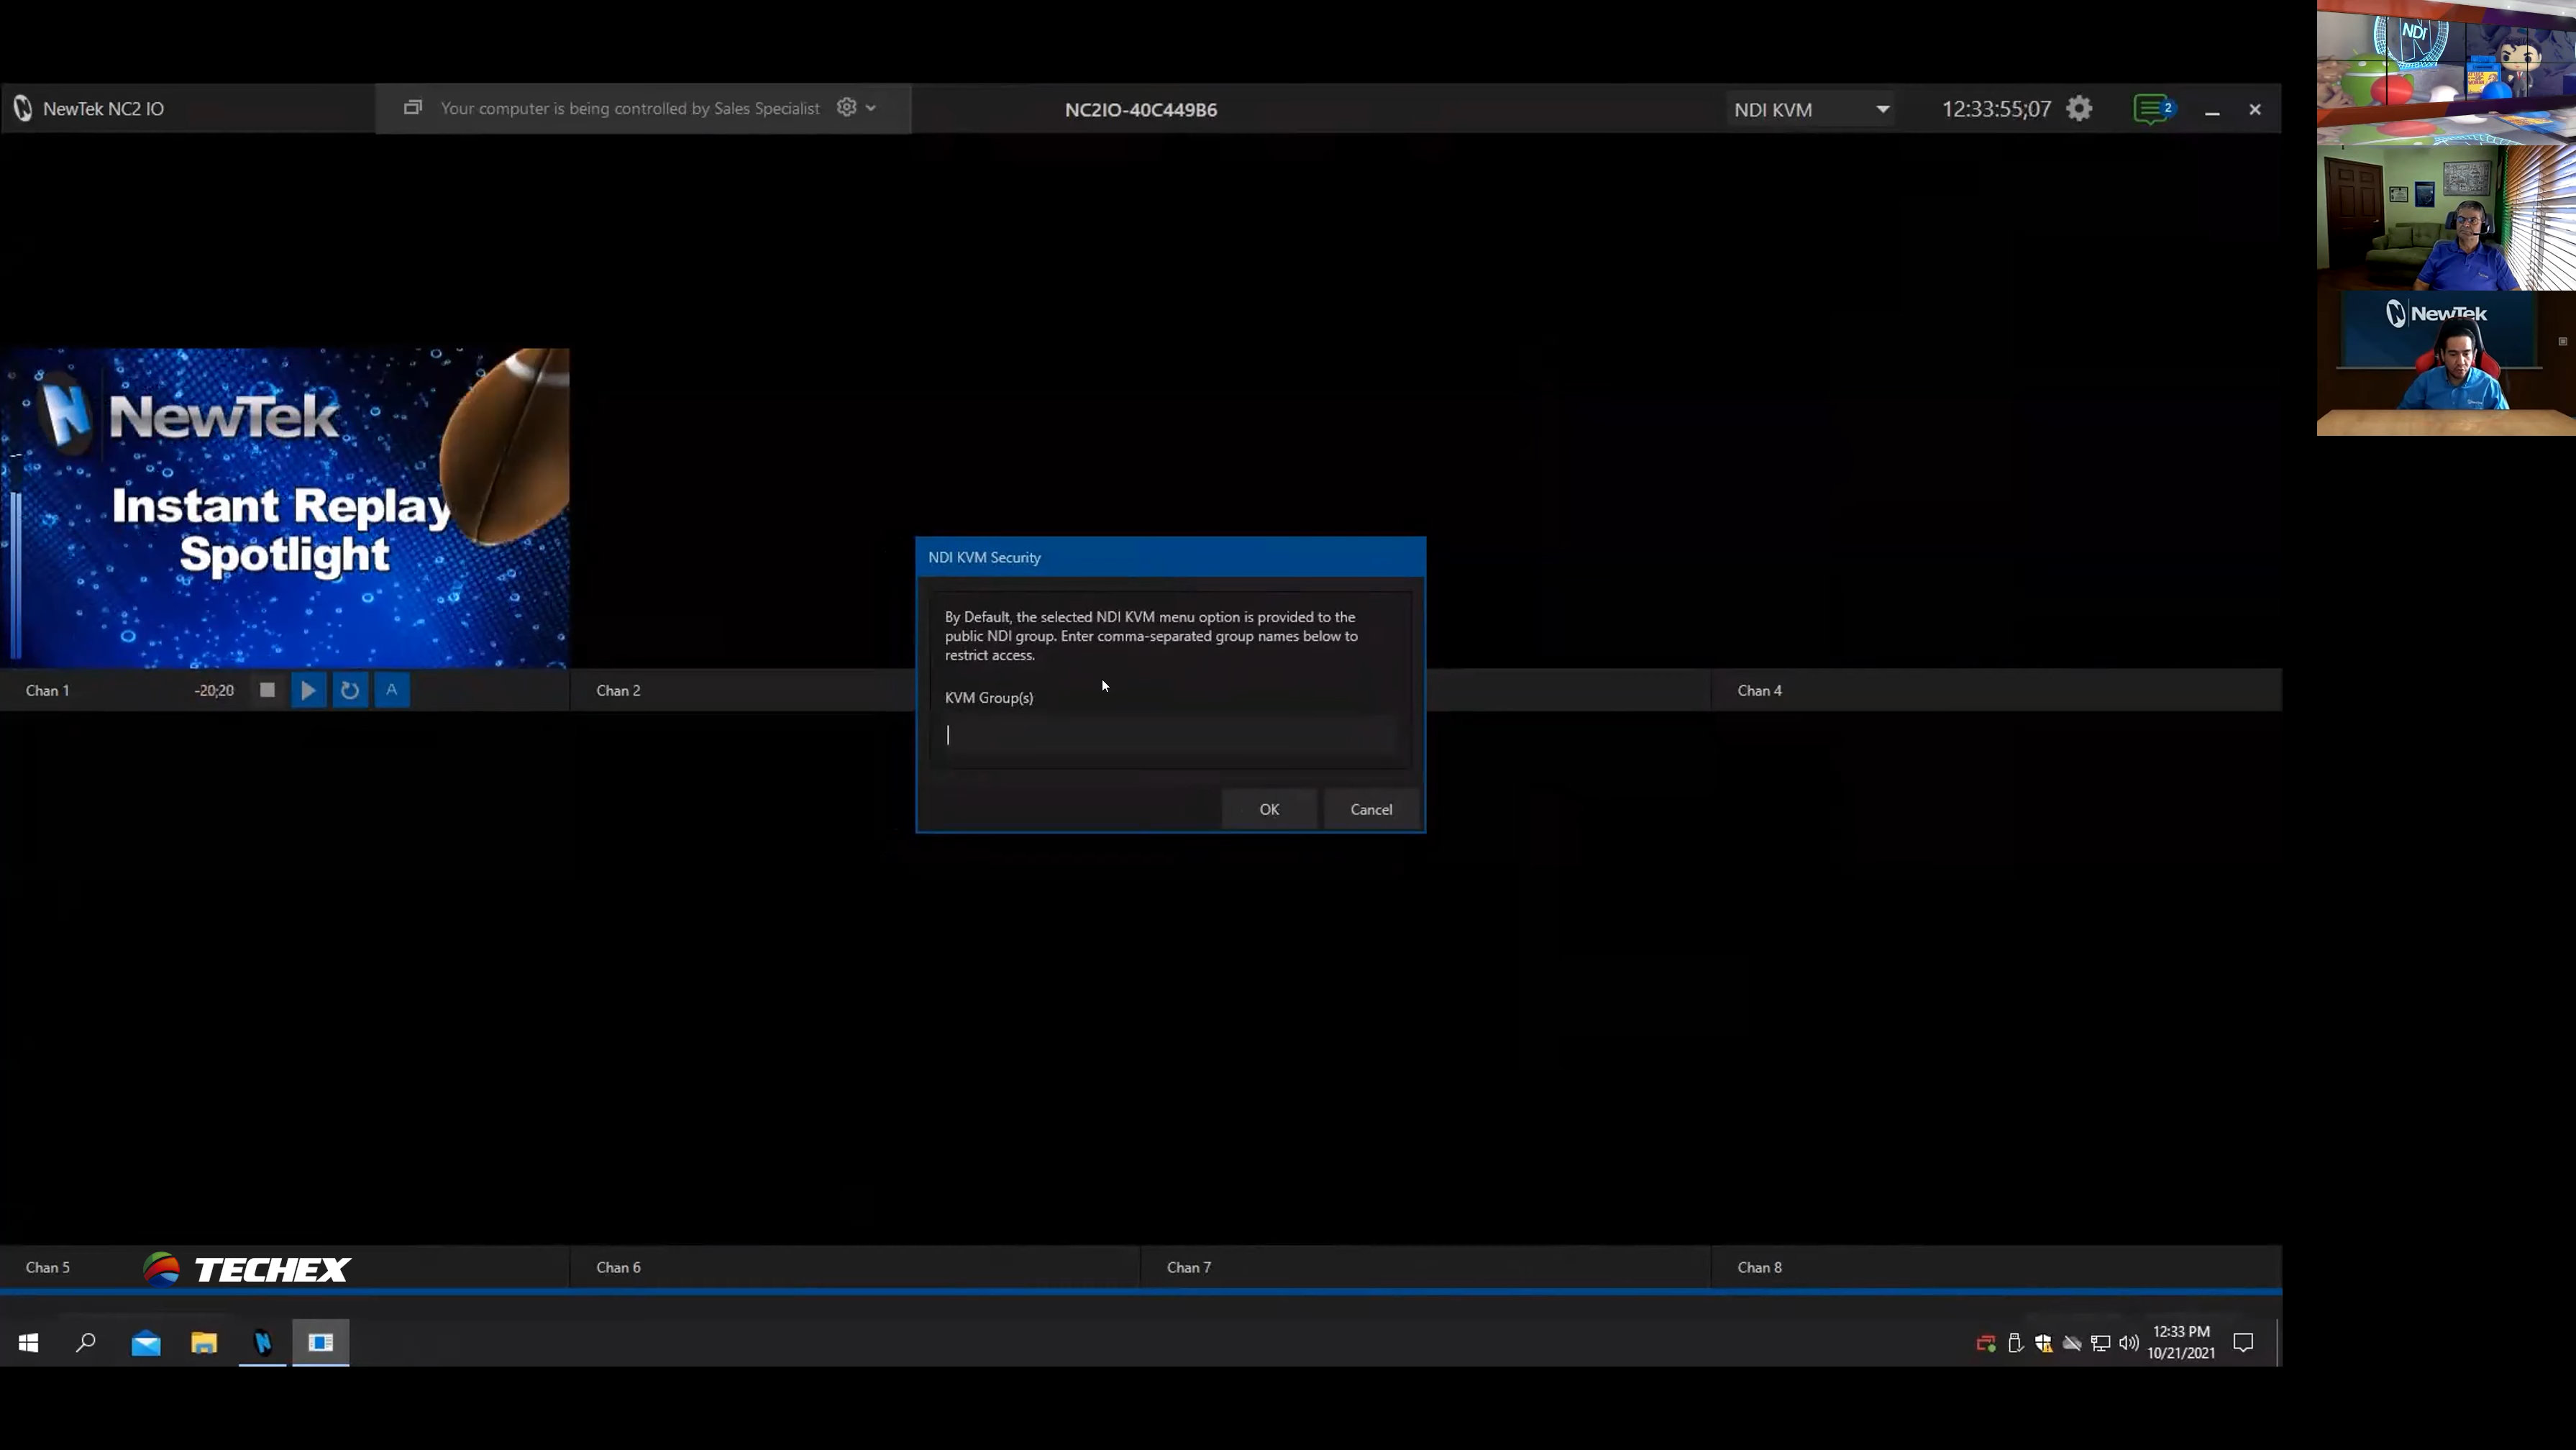 NewTek NC2 IO
Your computer is being controlled by Sales Specialist
NC2IO-40C449B6
NDI KVM
12:33:55;07
2
NDI
NewTek
NewTek
Instant Replay
Spotlight
NDI KVM Security
By Default, the selected NDI KVM menu option is provided to the
public NDI group. Enter comma-separated group names below to
restrict access.
KVM Group(s)
OK
Cancel
Chan 1
-20;20
A
Chan 2
Chan 4
Chan 5
TECHEX
Chan 6
Chan 7
Chan 8
12:33 PM
10/21/2021